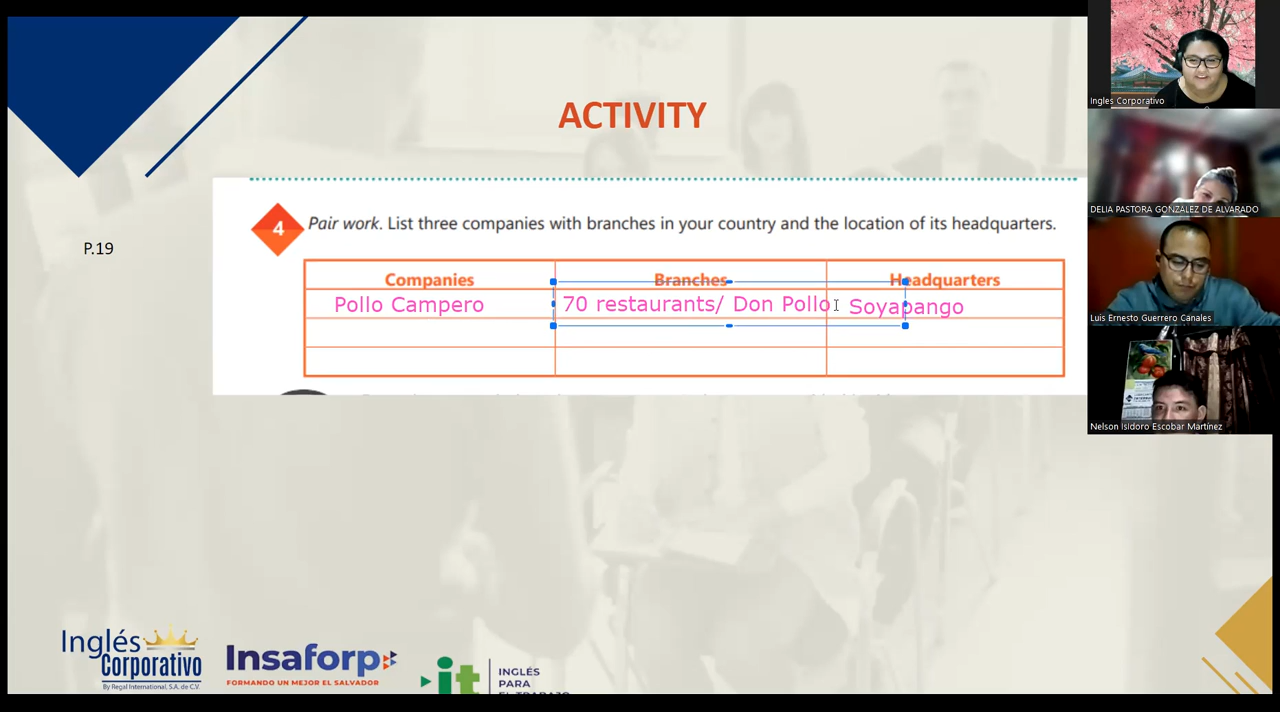 ACTIVITY
P.19
4 Pair work. List three companies with branches in your country and the location of its headquarters.
Companies Branches Headquarters
Pollo Campero 70 restaurants/ Don Pollo Soyapango
Ingles Corporativo
DELIA PASTORA GONZALEZ DE ALVARADO
Luis Ernesto Guerrero Canales
Nelson Isidoro Escobar Martínez
Inglés
Corporativo
By Regal International, S.A. de C.V.
Insaforp
FORMANDO UN MEJOR EL SALVADOR
it
INGLÉS
PARA
EL TRABAJO